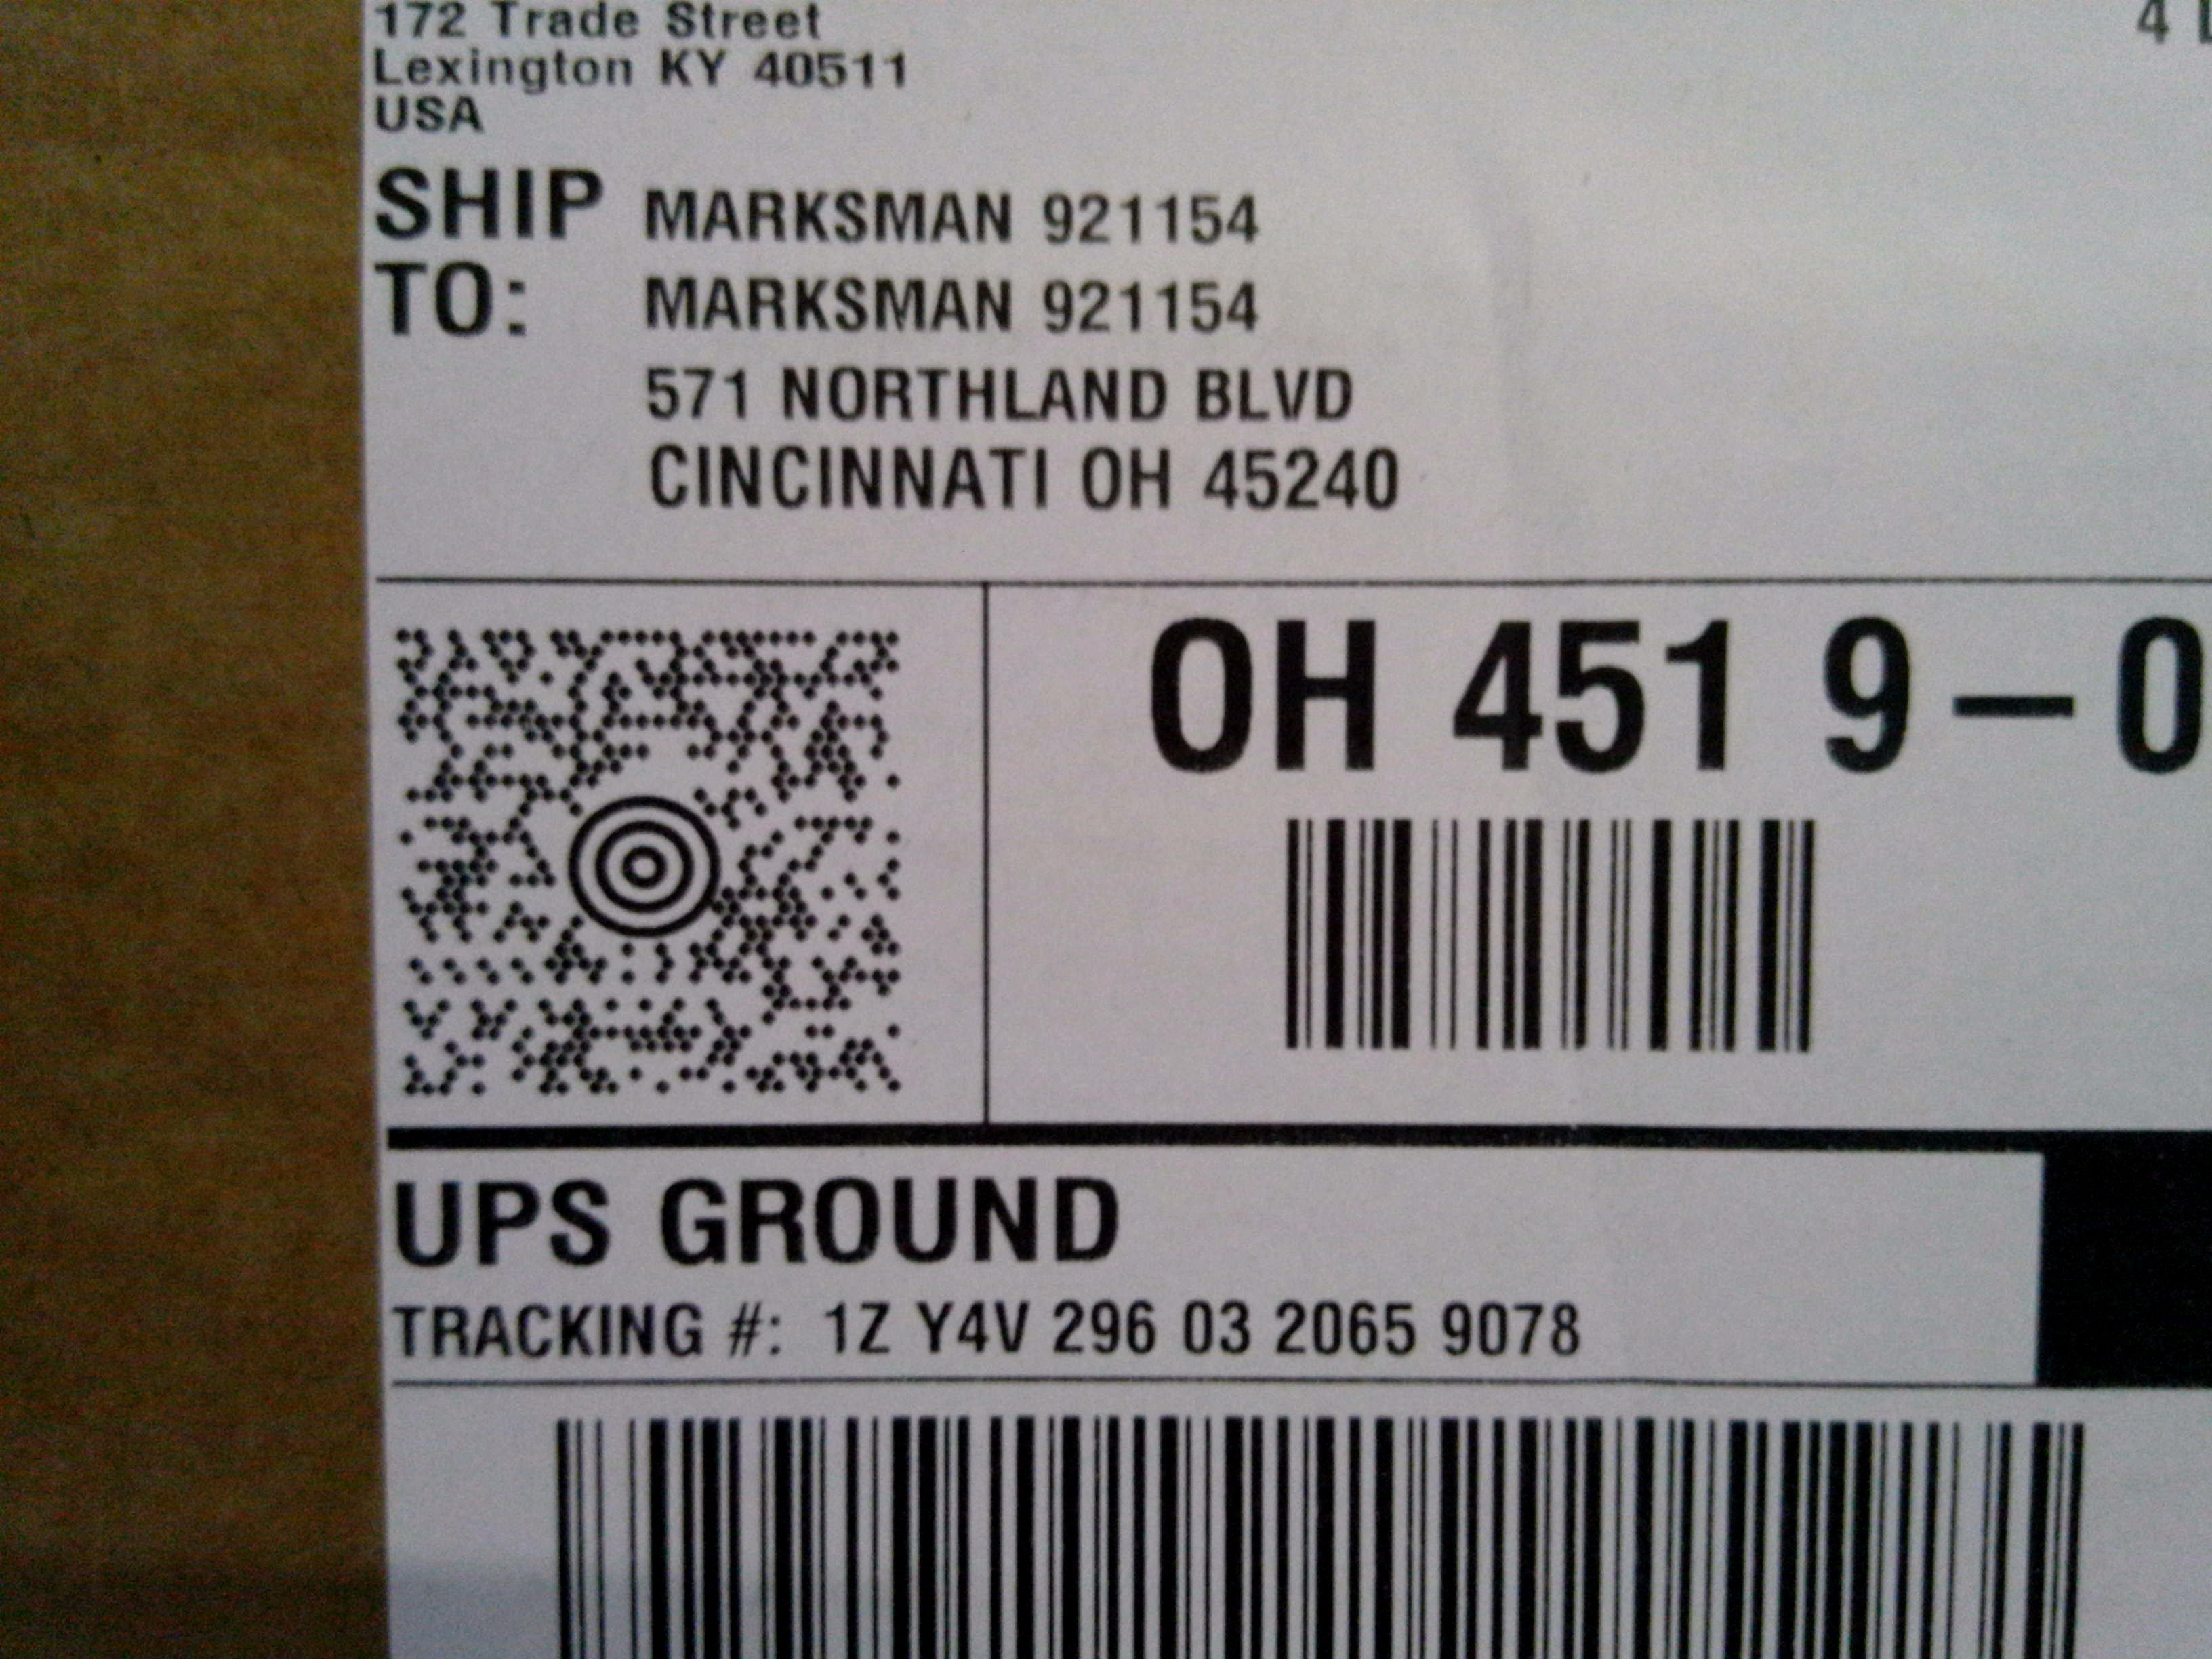 172 Trade Street
4
Lexington KY 40511
USA
SHIP TO:
MARKSMAN 921154
MARKSMAN 921154
571 NORTHLAND BLVD
CINCINNATI OH 45240
OH 451 9-0
UPS GROUND
TRACKING #: 1Z Y4V 296 03 2065 9078